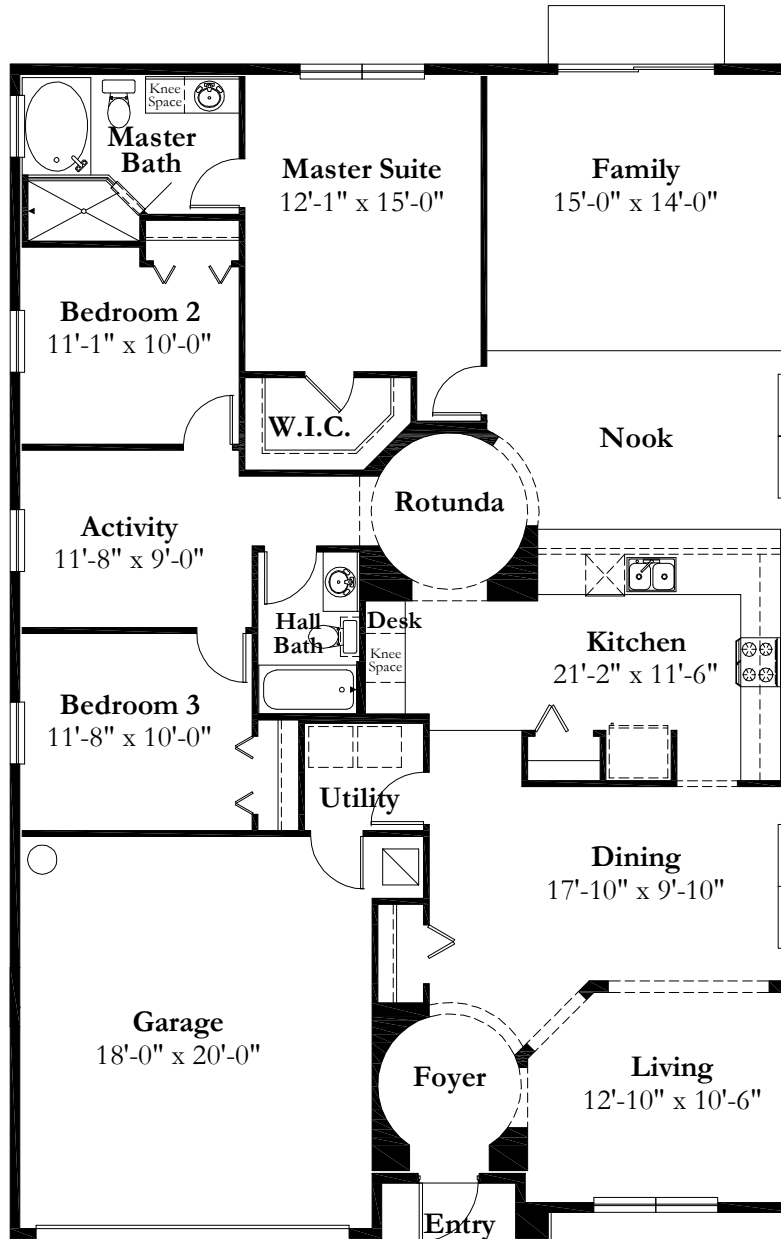 Knee
Space
Master
Bath
Master Suite
12'-1" x 15'-0"
Family
15'-0" x 14'-0"
Bedroom 2
11'-1" x 10'-0"
W.I.C.
Nook
Rotunda
Activity
11'-8" x 9'-0"
Hall
Bath
Desk
Knee
Space
Kitchen
21'-2" x 11'-6"
Bedroom 3
11'-8" x 10'-0"
Utility
Dining
17'-10" x 9'-10"
Garage
18'-0" x 20'-0"
Foyer
Living
12'-10" x 10'-6"
Entry